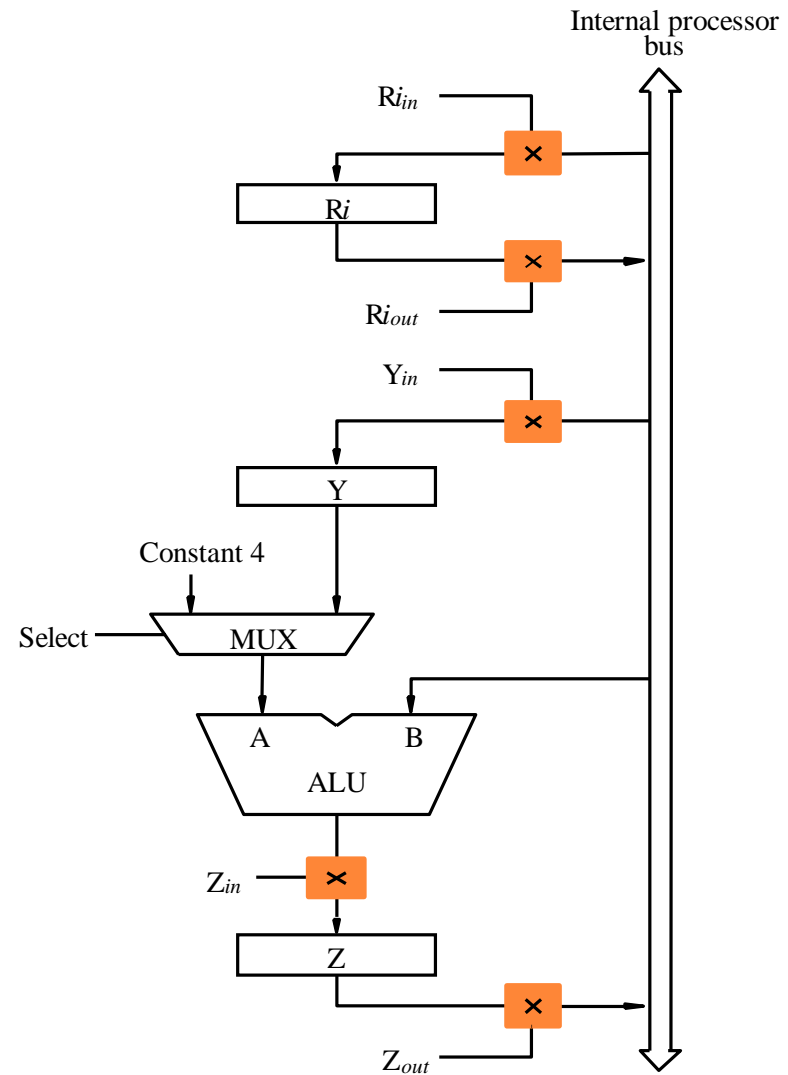 Internal processor
bus
Riin
Ri
Riout
Yin
Y
Constant 4
Select
MUX
A
B
ALU
Zin
Z
Zout